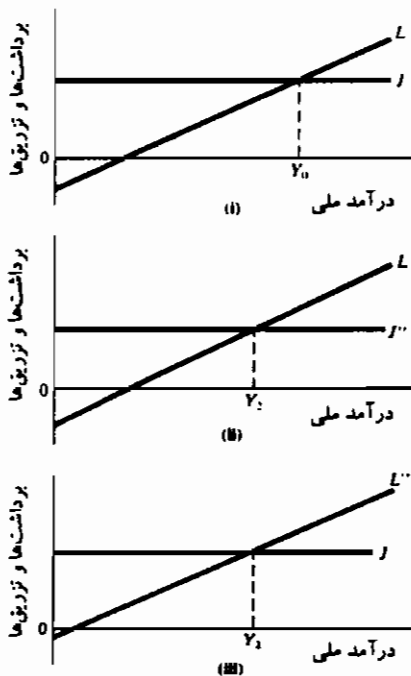 برداشت‌ها و تزریق‌ها
L
J
0
Y₀
درآمد ملی
(i)
برداشت‌ها و تزریق‌ها
L
J''
0
Y₂
درآمد ملی
(ii)
برداشت‌ها و تزریق‌ها
L''
J
0
Y₂
درآمد ملی
(iii)